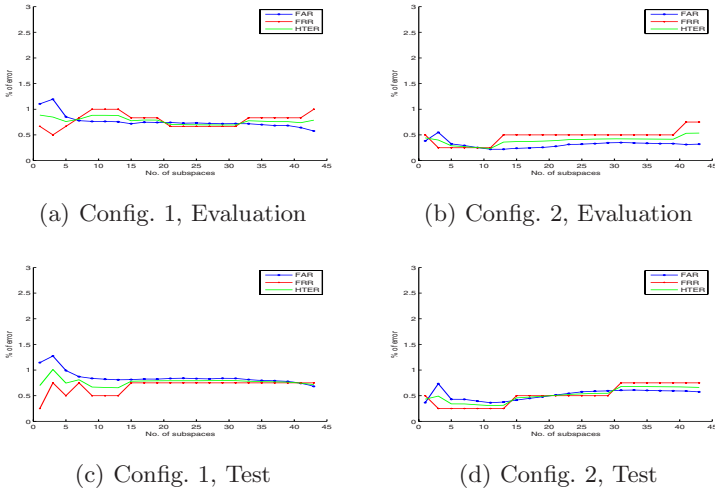 3
2.5
2
1.5
1
0.5
0
% of error
0 5 10 15 20 25 30 35 40 45
No. of subspaces
FAR
FRR
HTER
(a) Config. 1, Evaluation
3
2.5
2
1.5
1
0.5
0
% of error
0 5 10 15 20 25 30 35 40 45
No. of subspaces
FAR
FRR
HTER
(b) Config. 2, Evaluation
3
2.5
2
1.5
1
0.5
0
% of error
0 5 10 15 20 25 30 35 40 45
No. of subspaces
FAR
FRR
HTER
(c) Config. 1, Test
3
2.5
2
1.5
1
0.5
0
% of error
0 5 10 15 20 25 30 35 40 45
No. of subspaces
FAR
FRR
HTER
(d) Config. 2, Test